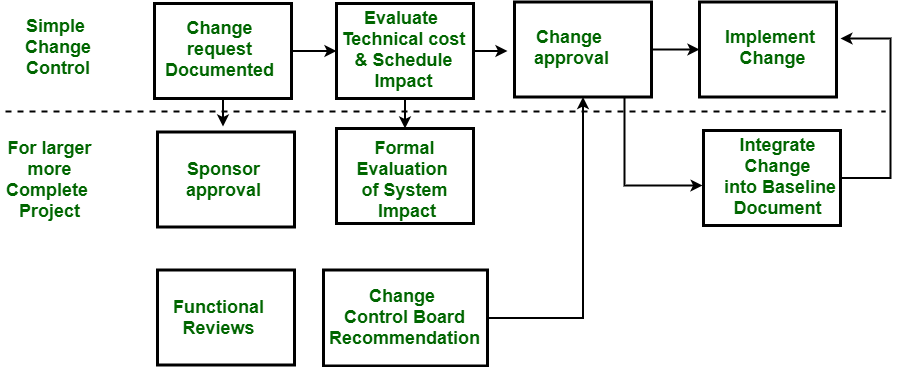 Simple
Change
Control
Change
request
Documented
Evaluate
Technical cost
& Schedule
Impact
Change
approval
Implement
Change
For larger
more
Complete
Project
Sponsor
approval
Formal
Evaluation
of System
Impact
Integrate
Change
into Baseline
Document
Functional
Reviews
Change
Control Board
Recommendation